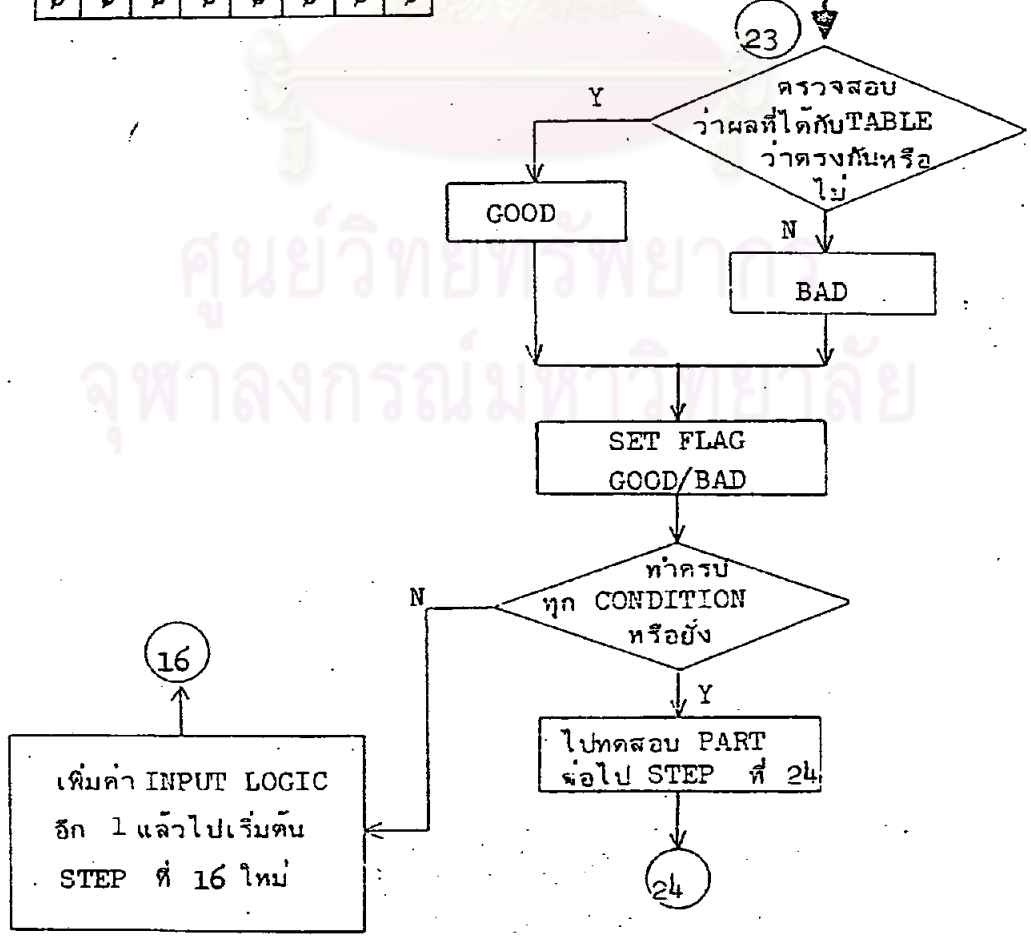 ø ø ø ø ø ø ø ø
23
ตรวจสอบ
ว่าผลที่ได้กับTABLE
ว่าตรงกันหรือ
ไม่
Y
GOOD
N
BAD
ศูนย์วิทยทรัพยากร
จุฬาลงกรณ์มหาวิทยาลัย
SET FLAG
GOOD/BAD
ทำครบ
ทุก CONDITION
หรือยัง
N
Y
16
ไปทดสอบ PART
ต่อไป STEP ที่ 24
เพิ่มค่า INPUT LOGIC
อีก 1 แล้วไปเริ่มต้น
STEP ที่ 16 ใหม่
24